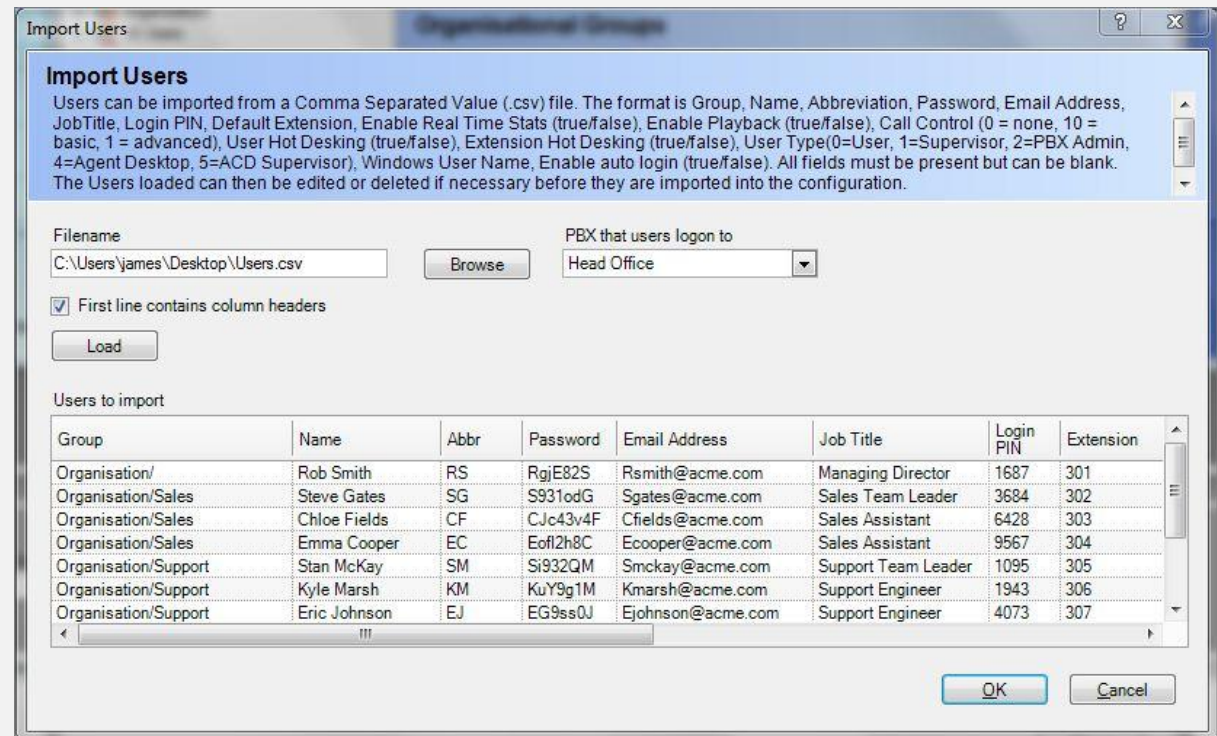 Organisational Groups
Import Users
Import Users
Users can be imported from a Comma Separated Value (.csv) file. The format is Group, Name, Abbreviation, Password, Email Address,
JobTitle, Login PIN, Default Extension, Enable Real Time Stats (true/false), Enable Playback (true/false), Call Control (0 = none, 10 =
basic, 1 = advanced), User Hot Desking (true/false), Extension Hot Desking (true/false), User Type(0=User, 1=Supervisor, 2=PBX Admin,
4=Agent Desktop, 5=ACD Supervisor), Windows User Name, Enable auto login (true/false). All fields must be present but can be blank.
The Users loaded can then be edited or deleted if necessary before they are imported into the configuration.
Filename PBX that users logon to
C:\Users\james\Desktop\Users.csv Browse Head Office
First line contains column headers
Load
Users to import
Group Name Abbr Password Email Address Job Title Login PIN Extension
Organisation/ Rob Smith RS RgjE82S Rsmith@acme.com Managing Director 1687 301
Organisation/Sales Steve Gates SG S931odG Sgates@acme.com Sales Team Leader 3684 302
Organisation/Sales Chloe Fields CF CJc43v4F Cfields@acme.com Sales Assistant 6428 303
Organisation/Sales Emma Cooper EC Eofl2h8C Ecooper@acme.com Sales Assistant 9567 304
Organisation/Support Stan McKay SM Si932QM Smckay@acme.com Support Team Leader 1095 305
Organisation/Support Kyle Marsh KM KuY9g1M Kmarsh@acme.com Support Engineer 1943 306
Organisation/Support Eric Johnson EJ EG9ss0J Ejohnson@acme.com Support Engineer 4073 307
OK Cancel